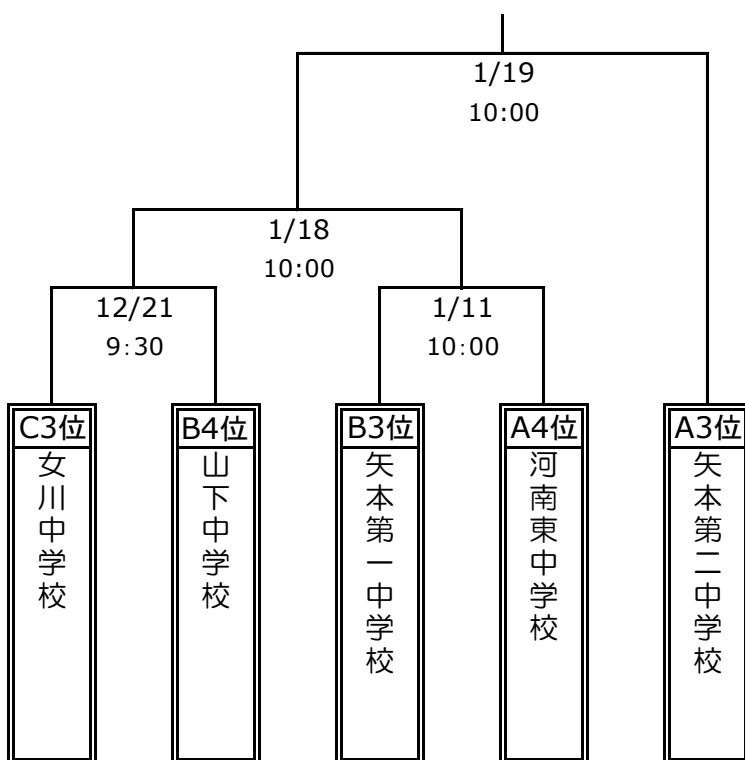 1/19
10:00
1/18
10:00
12/21
9:30
1/11
10:00
C3位
女川中学校
B4位
山下中学校
B3位
矢本第一中学校
A4位
河南東中学校
A3位
矢本第二中学校